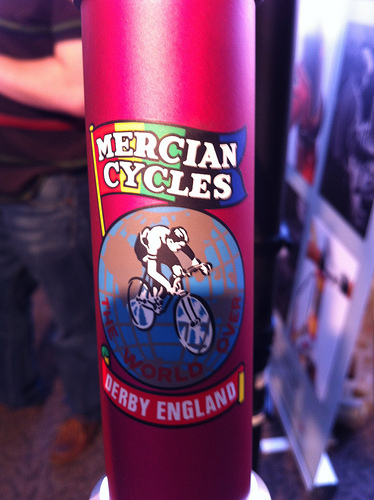 MERCIAN
CYCLES
THE WORLD OVER
DERBY ENGLAND